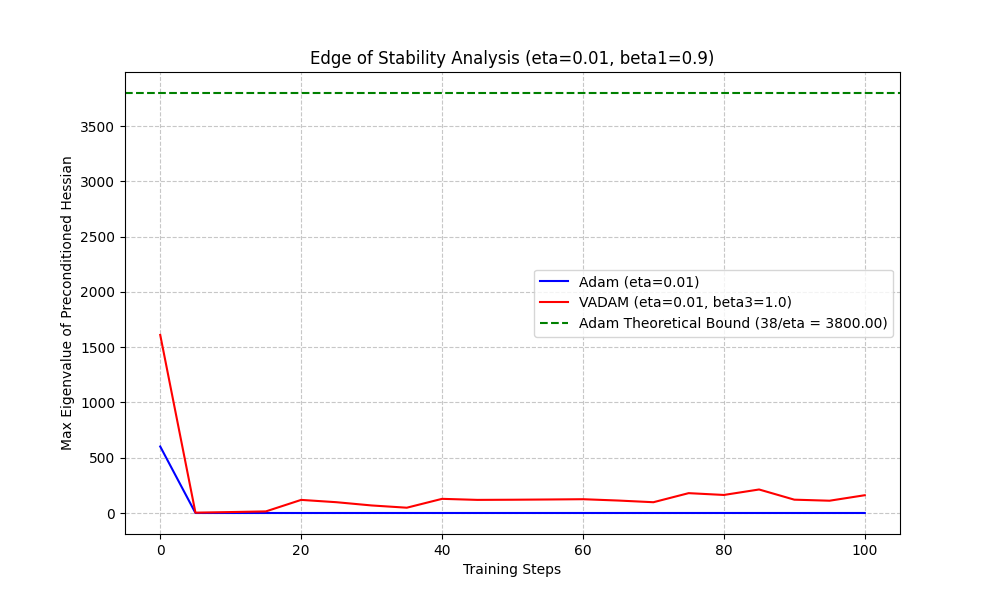 Edge of Stability Analysis (eta=0.01, beta1=0.9)
Max Eigenvalue of Preconditioned Hessian
3500
3000
2500
2000
1500
1000
500
0
Adam (eta=0.01)
VADAM (eta=0.01, beta3=1.0)
Adam Theoretical Bound (38/eta = 3800.00)
0 20 40 60 80 100
Training Steps